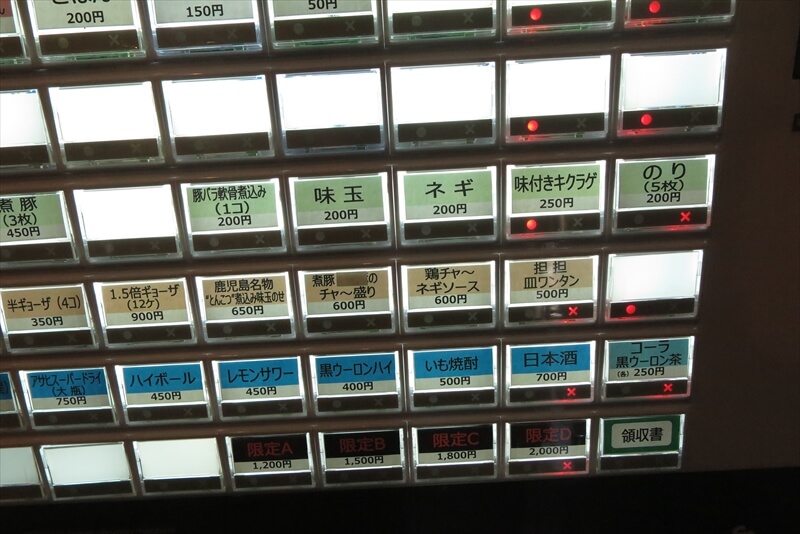 ごはん
200円
150円
50円
煮豚
(3枚)
450円
豚バラ軟骨煮込み
(1コ)
200円
味玉
200円
ネギ
200円
味付きキクラゲ
250円
のり
(5枚)
200円
半ギョーザ(4コ)
350円
1.5倍ギョーザ
(12ケ)
900円
鹿児島名物
"とんこつ"煮込み味玉のせ
650円
煮豚 の
チャ〜盛り
600円
鶏チャ〜
ネギソース
600円
担担
皿ワンタン
500円
アサヒスーパードライ
(大瓶)
750円
ハイボール
450円
レモンサワー
450円
黒ウーロンハイ
400円
いも焼酎
500円
日本酒
700円
コーラ
黒ウーロン茶
(各)250円
限定A
1,200円
限定B
1,500円
限定C
1,800円
限定D
2,000円
領収書